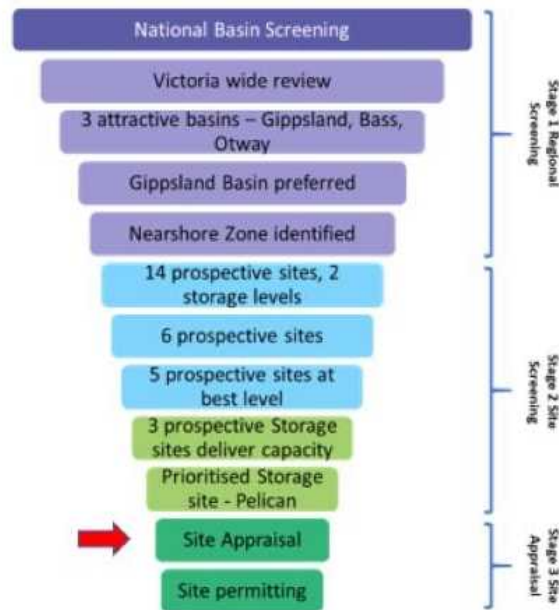 National Basin Screening
Victoria wide review
3 attractive basins – Gippsland, Bass,
Otway
Gippsland Basin preferred
Nearshore Zone identified
14 prospective sites, 2
storage levels
6 prospective sites
5 prospective sites at
best level
3 prospective Storage
sites deliver capacity
Prioritised Storage
site - Pelican
Site Appraisal
Site permitting
Stage 1 Regional
Screening
Stage 2 Site
Screening
Stage 3 Site
Appraisal